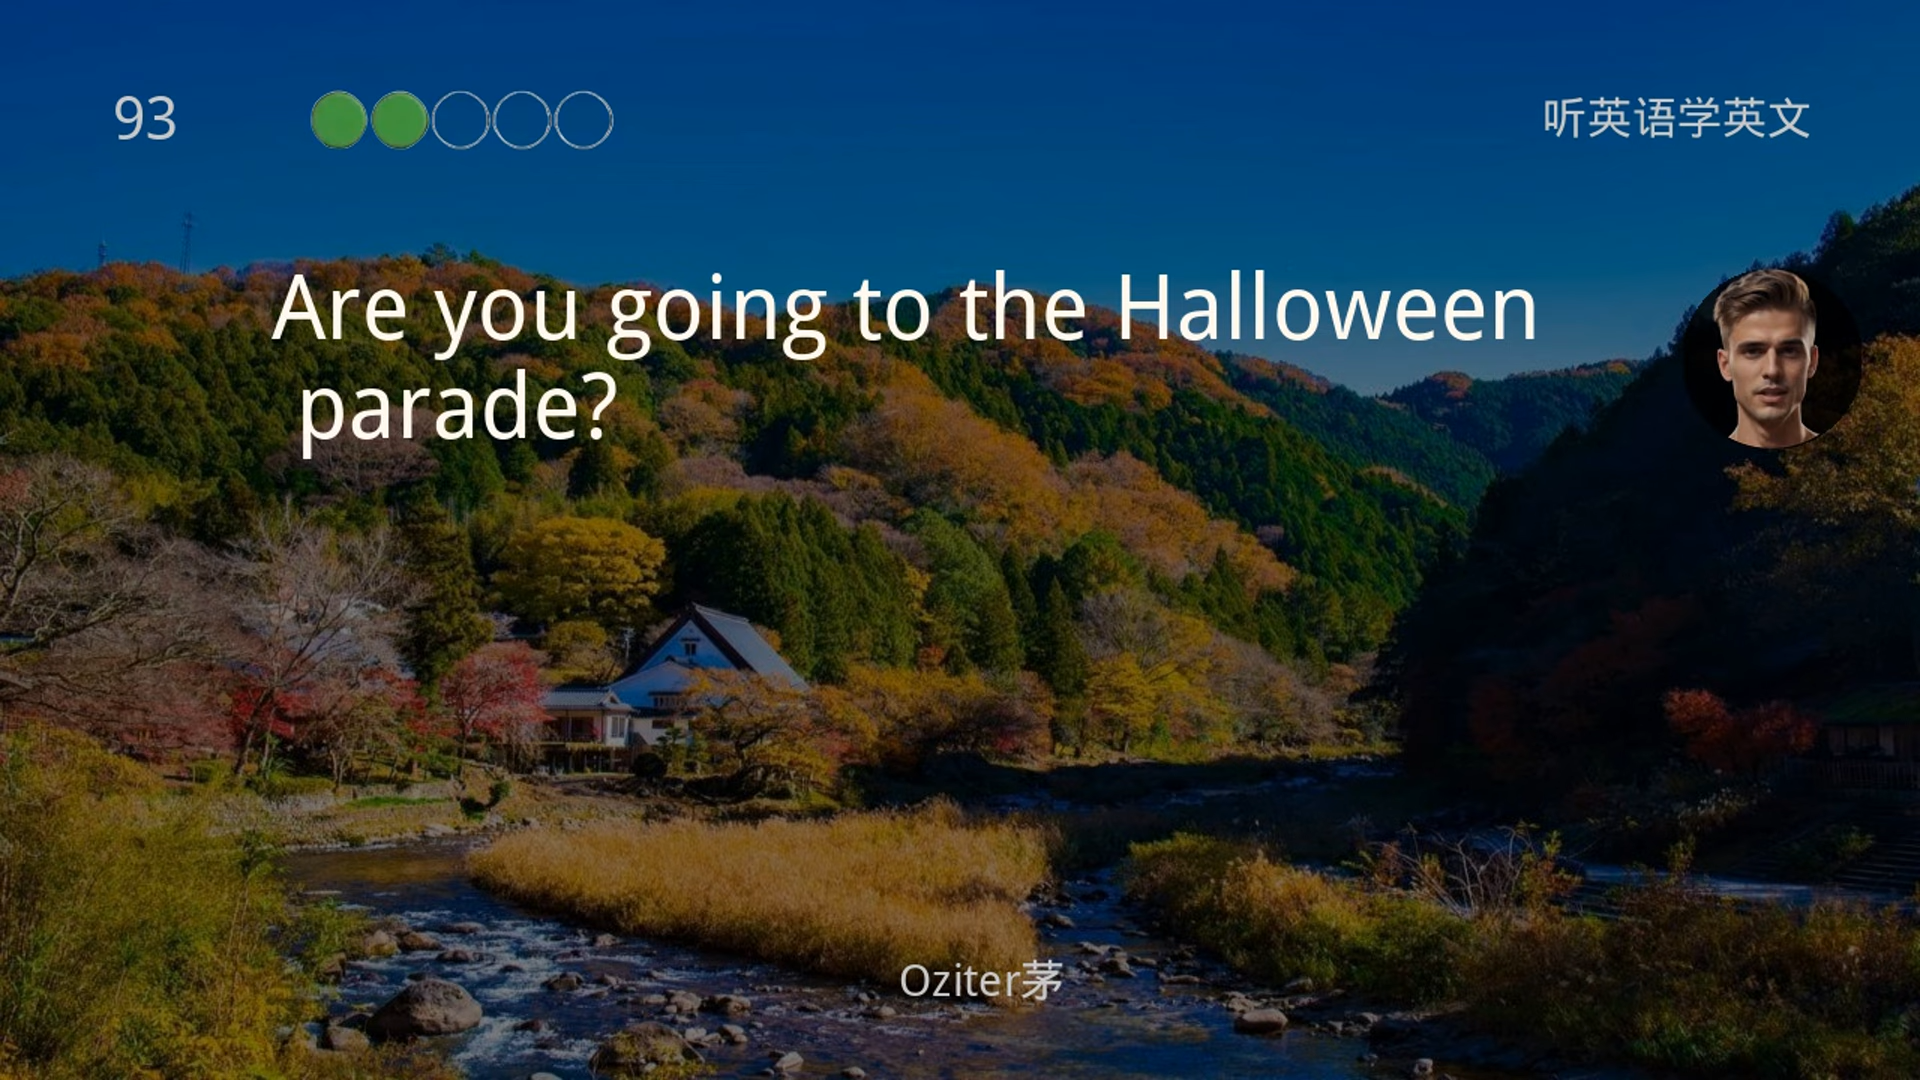 93
听英语学英文
Are you going to the Halloween
parade?
Oziter茅